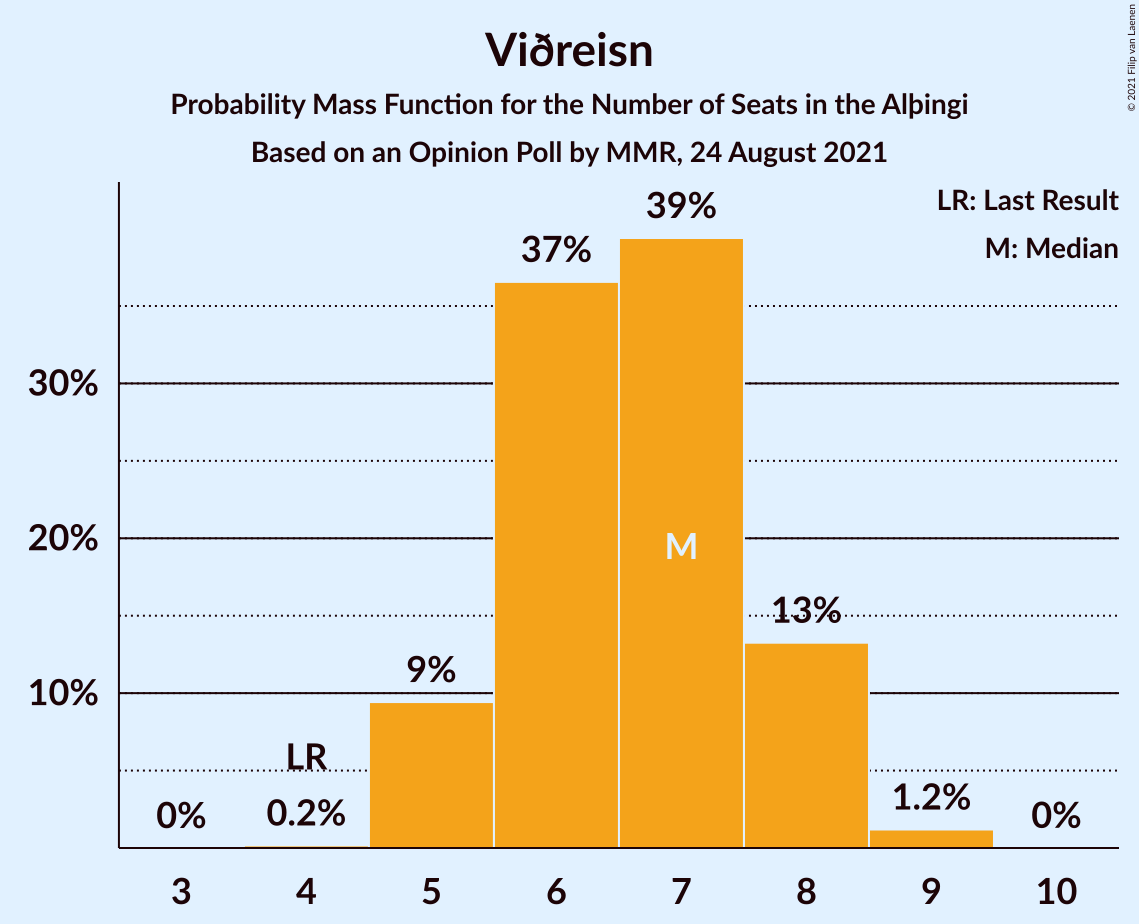 Viðreisn
Probability Mass Function for the Number of Seats in the Alþingi
Based on an Opinion Poll by MMR, 24 August 2021
© 2021 Filip van Laenen
LR: Last Result
M: Median
39%
37%
30%
20%
M
13%
9%
10%
LR
1.2%
0%
0.2%
0%
3 4 5 6 7 8 9 10